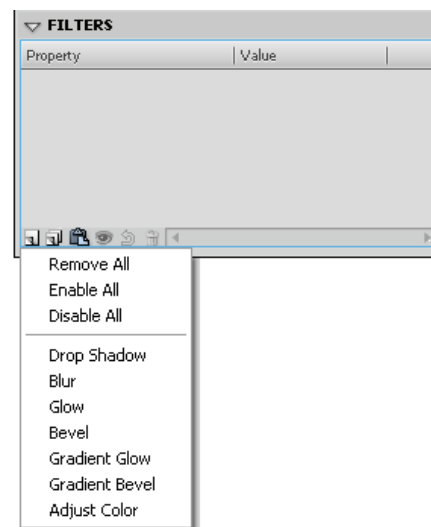 FILTERS
Property Value
Remove All
Enable All
Disable All
Drop Shadow
Blur
Glow
Bevel
Gradient Glow
Gradient Bevel
Adjust Color